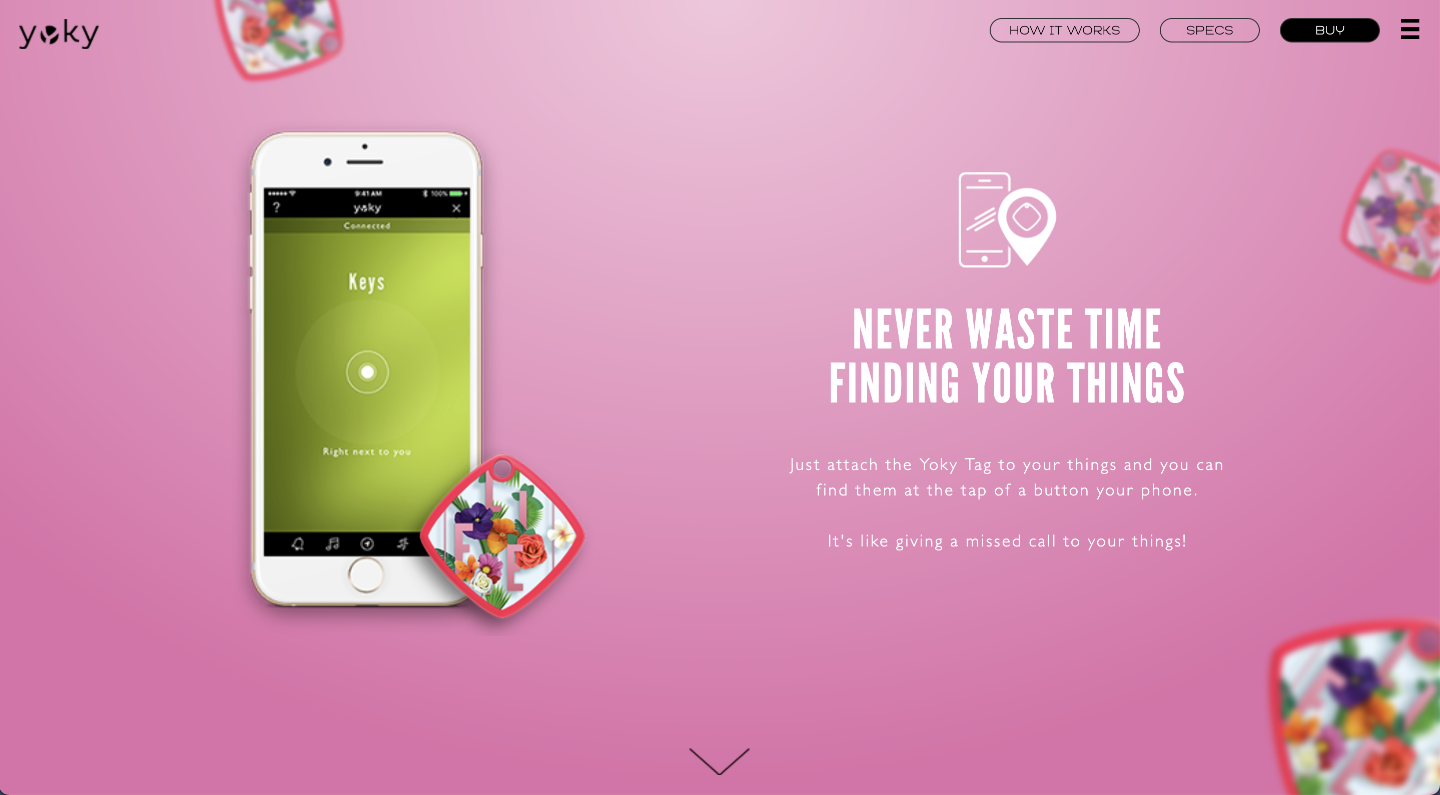 yoky
HOW IT WORKS
SPECS
BUY
9:41 AM
100%
?
yoky
Connected
Keys
Right next to you
LIFE
NEVER WASTE TIME
FINDING YOUR THINGS
Just attach the Yoky Tag to your things and you can
find them at the tap of a button your phone.
It's like giving a missed call to your things!